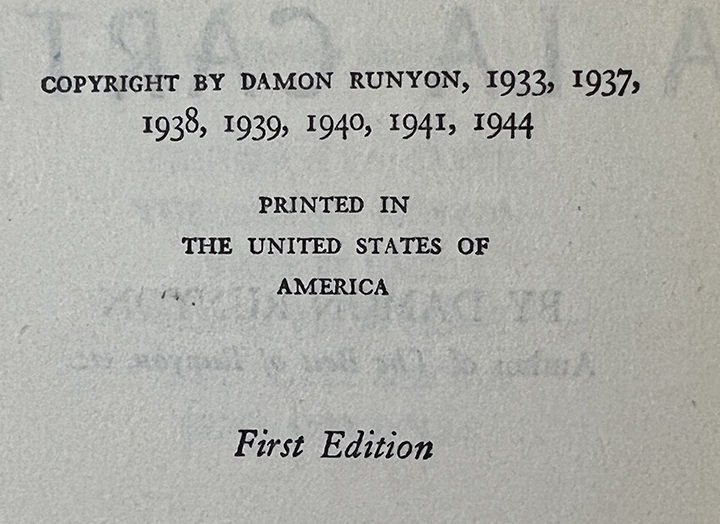 COPYRIGHT BY DAMON RUNYON, 1933, 1937,
1938, 1939, 1940, 1941, 1944
PRINTED IN
THE UNITED STATES OF
AMERICA
First Edition